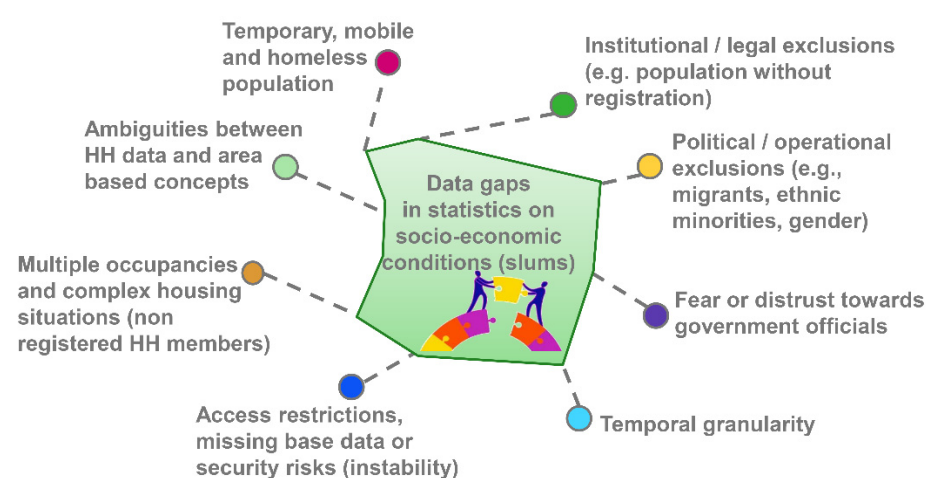 Temporary, mobile
and homeless
population
Institutional / legal exclusions
(e.g. population without
registration)
Ambiguities between
HH data and area
based concepts
Political / operational
exclusions (e.g.,
migrants, ethnic
minorities, gender)
Data gaps
in statistics on
socio-economic
conditions (slums)
Multiple occupancies
and complex housing
situations (non
registered HH members)
Fear or distrust towards
government officials
Access restrictions,
missing base data or
security risks (instability)
Temporal granularity